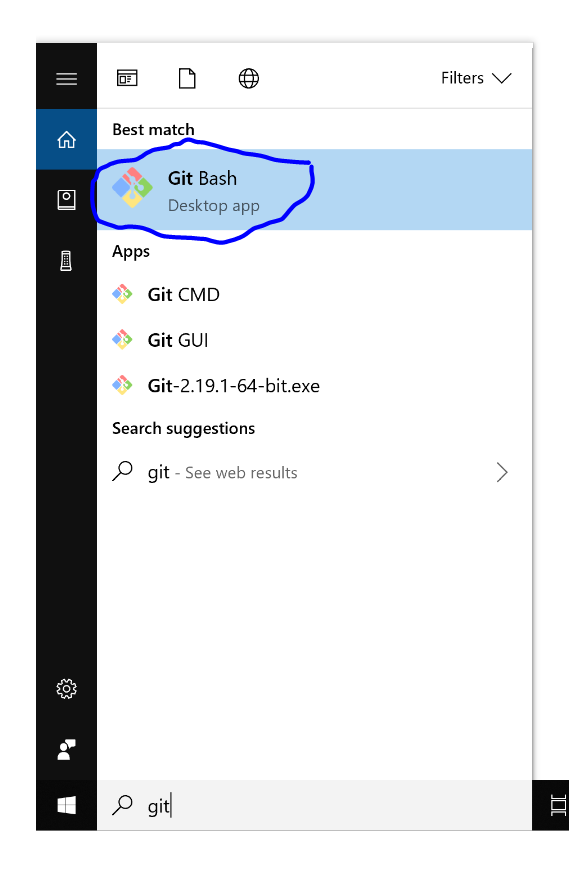 Filters
Best match
Git Bash
Desktop app
Apps
Git CMD
Git GUI
Git-2.19.1-64-bit.exe
Search suggestions
git - See web results
git